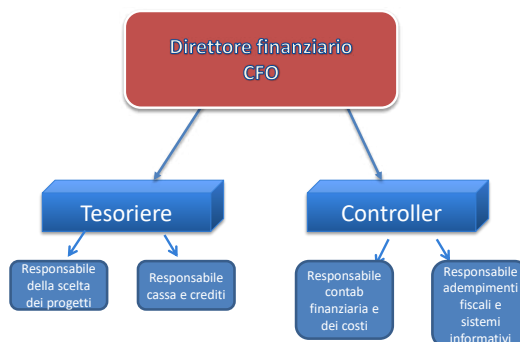 Direttore finanziario
CFO
Tesoriere
Controller
Responsabile
della scelta
dei progetti
Responsabile
cassa e crediti
Responsabile
contab
finanziaria e
dei costi
Responsabile
adempimenti
fiscali e
sistemi
informativi